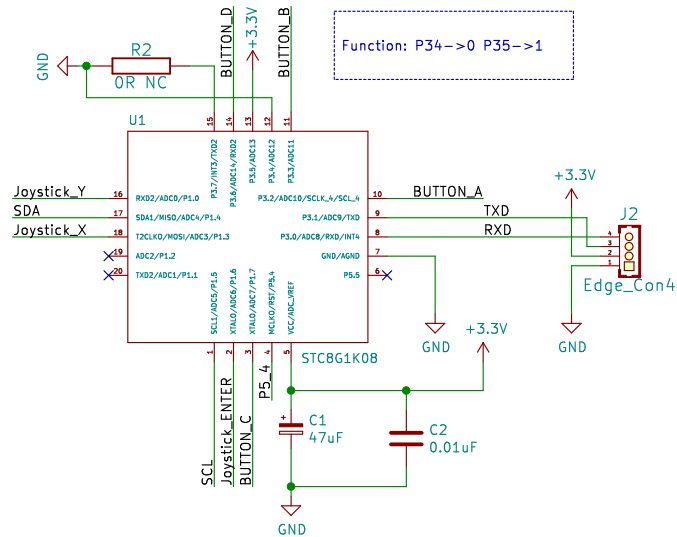 BUTTON_D
+3.3V
BUTTON_B
Function: P34->0 P35->1
GND
R2
0R NC
U1
15
14
13
12
11
P3.7/INT3/TXD2
P3.6/ADC14/RXD2
P3.5/ADC13
P3.4/ADC12
P3.3/ADC11
Joystick_Y
16
RXD2/ADC0/P1.0
P3.2/ADC10/SCLK_4/SCL_4
10
BUTTON_A
SDA
17
SDA1/MISO/ADC4/P1.4
P3.1/ADC9/TXD
9
TXD
Joystick_X
18
T2CLKO/MOSI/ADC3/P1.3
P3.0/ADC8/RXD/INT4
8
RXD
19
ADC2/P1.2
GND/AGND
7
20
TXD2/ADC1/P1.1
P5.5
6
+3.3V
J2
4
3
2
1
Edge_Con4
GND
GND
SCL1/ADC5/P1.5
XTALO/ADC6/P1.6
XTALO/ADC7/P1.7
MCLKO/RST/P5.4
VCC/ADC_VREF
1
2
3
4
5
STC8G1K08
+3.3V
SCL
Joystick_ENTER
BUTTON_C
P5_4
+
C1
47uF
C2
0.01uF
GND